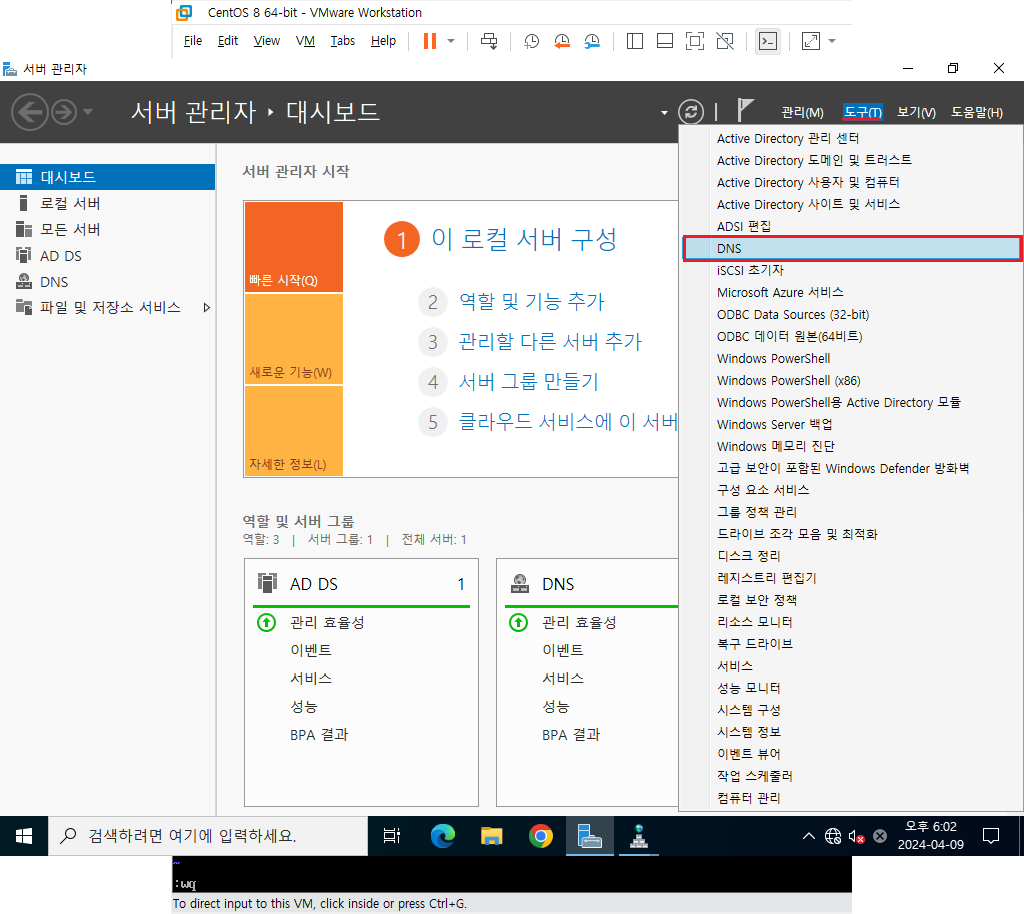 CentOS 8 64-bit - VMware Workstation
File Edit View VM Tabs Help
서버 관리자
서버 관리자 ‣ 대시보드
관리(M) 도구(T) 보기(V) 도움말(H)
대시보드
로컬 서버
모든 서버
AD DS
DNS
파일 및 저장소 서비스
서버 관리자 시작
빠른 시작(Q)
새로운 기능(W)
자세한 정보(L)
1 이 로컬 서버 구성
2 역할 및 기능 추가
3 관리할 다른 서버 추가
4 서버 그룹 만들기
5 클라우드 서비스에 이 서버
역할 및 서버 그룹
역할: 3 | 서버 그룹: 1 | 전체 서버: 1
AD DS 1
관리 효율성
이벤트
서비스
성능
BPA 결과
DNS
관리 효율성
이벤트
서비스
성능
BPA 결과
Active Directory 관리 센터
Active Directory 도메인 및 트러스트
Active Directory 사용자 및 컴퓨터
Active Directory 사이트 및 서비스
ADSI 편집
DNS
iSCSI 초기자
Microsoft Azure 서비스
ODBC Data Sources (32-bit)
ODBC 데이터 원본(64비트)
Windows PowerShell
Windows PowerShell (x86)
Windows PowerShell용 Active Directory 모듈
Windows Server 백업
Windows 메모리 진단
고급 보안이 포함된 Windows Defender 방화벽
구성 요소 서비스
그룹 정책 관리
드라이브 조각 모음 및 최적화
디스크 정리
레지스트리 편집기
로컬 보안 정책
리소스 모니터
복구 드라이브
서비스
성능 모니터
시스템 구성
시스템 정보
이벤트 뷰어
작업 스케줄러
컴퓨터 관리
검색하려면 여기에 입력하세요.
오후 6:02
2024-04-09
~
:wq
To direct input to this VM, click inside or press Ctrl+G.